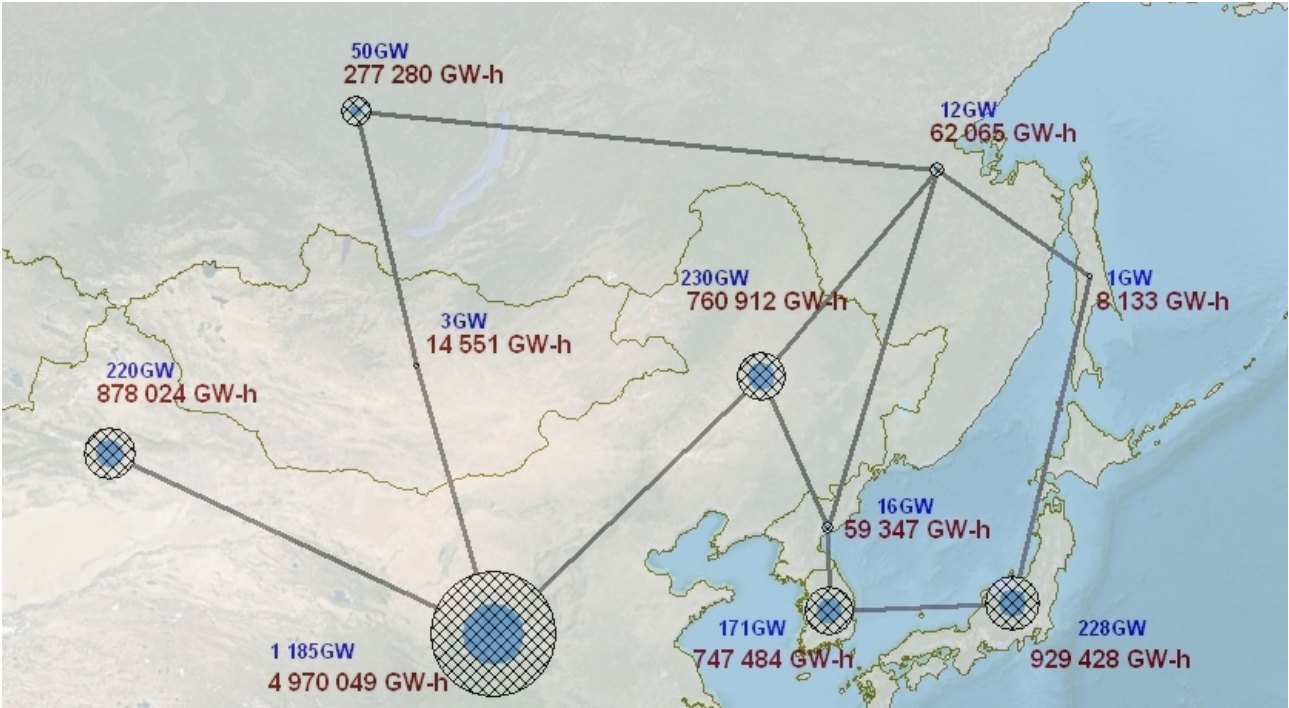 50GW
277 280 GW-h
12GW
62 065 GW-h
230GW
760 912 GW-h
1GW
8 133 GW-h
3GW
14 551 GW-h
220GW
878 024 GW-h
16GW
59 347 GW-h
171GW
747 484 GW-h
228GW
929 428 GW-h
1 185GW
4 970 049 GW-h